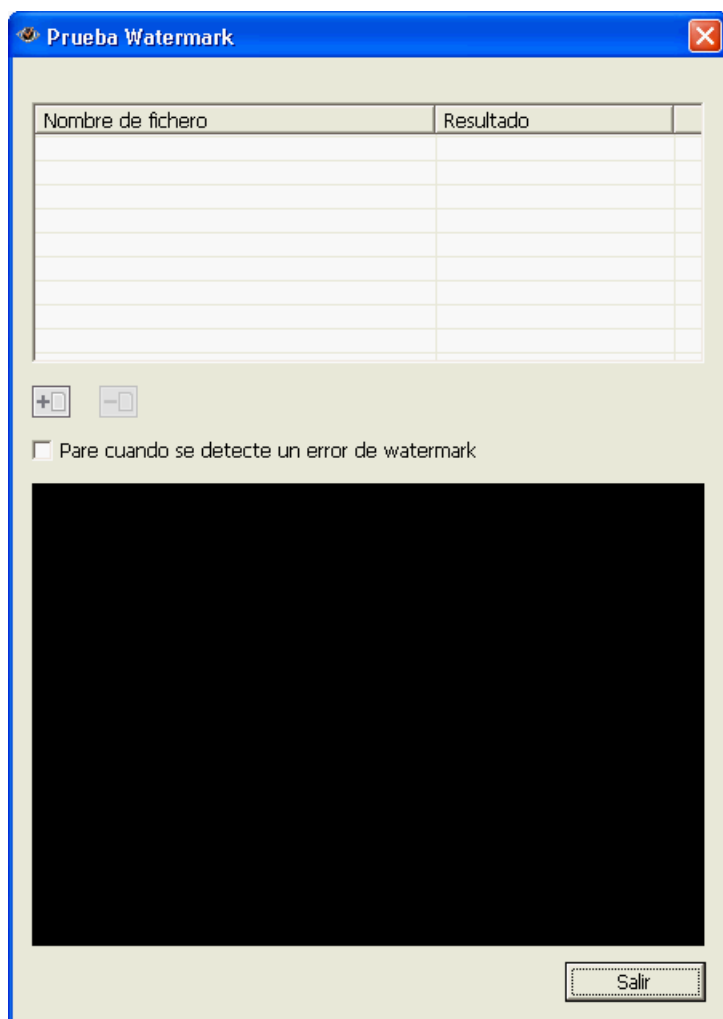 Prueba Watermark
Nombre de fichero Resultado
Pare cuando se detecte un error de watermark
Salir